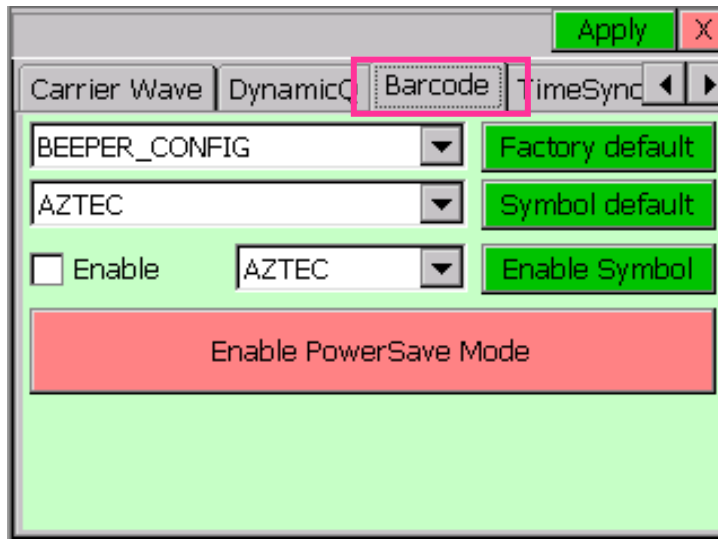 Apply X
Carrier Wave DynamicQ Barcode TimeSync
BEEPER_CONFIG Factory default
AZTEC Symbol default
Enable AZTEC Enable Symbol
Enable PowerSave Mode